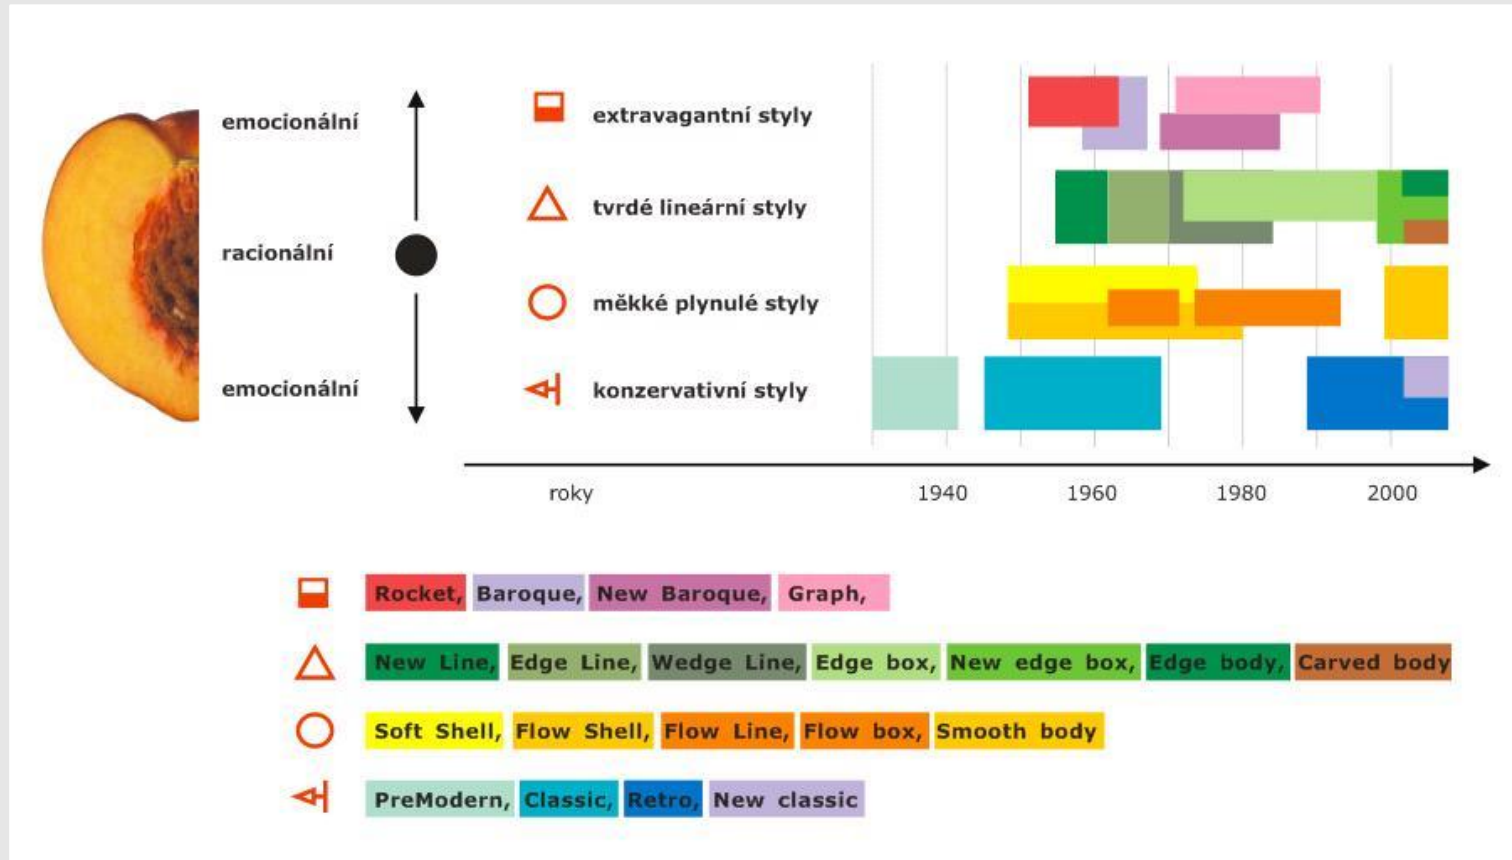 emocionální
racionální
emocionální
extravagantní styly
tvrdé lineární styly
měkké plynulé styly
konzervativní styly
roky 1940 1960 1980 2000
Rocket, Baroque, New Baroque, Graph,
New Line, Edge Line, Wedge Line, Edge box, New edge box, Edge body, Carved body
Soft Shell, Flow Shell, Flow Line, Flow box, Smooth body
PreModern, Classic, Retro, New classic